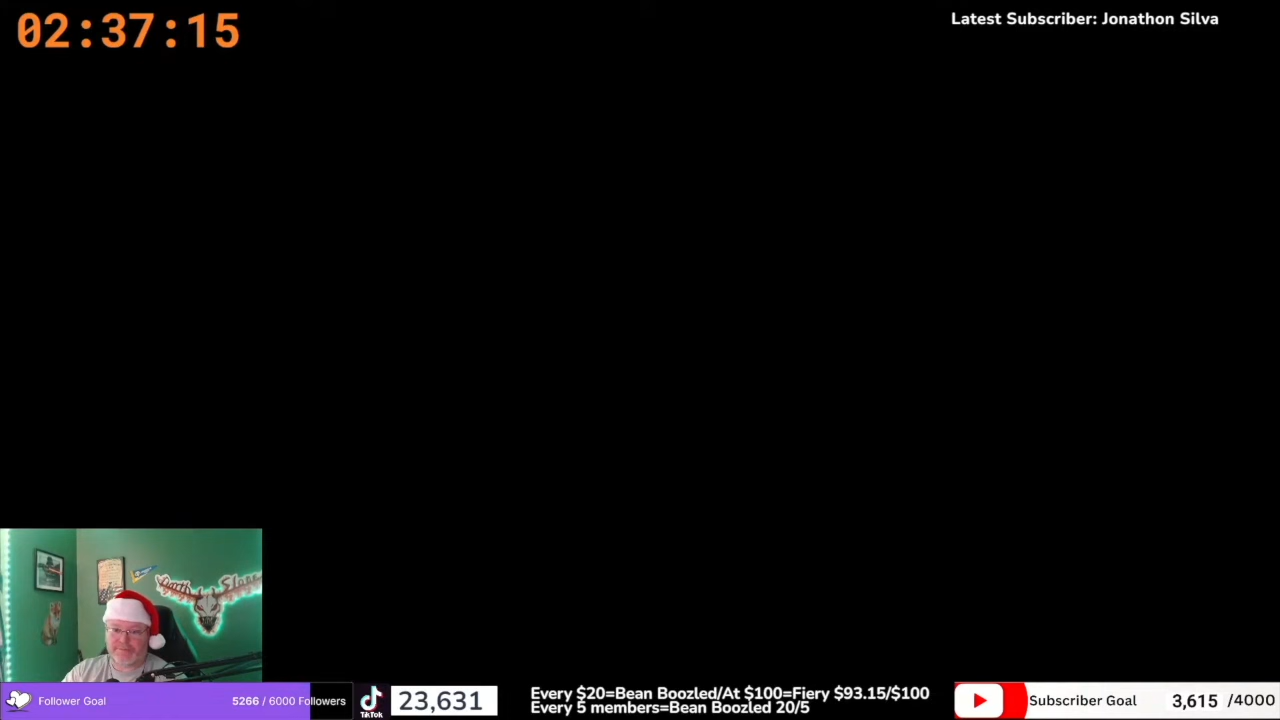 02:37:15
Latest Subscriber: Jonathon Silva
Follower Goal
5266 / 6000 Followers
TikTok
23,631
Every $20=Bean Boozled/At $100=Fiery $93.15/$100
Every 5 members=Bean Boozled 20/5
Subscriber Goal
3,615 /4000